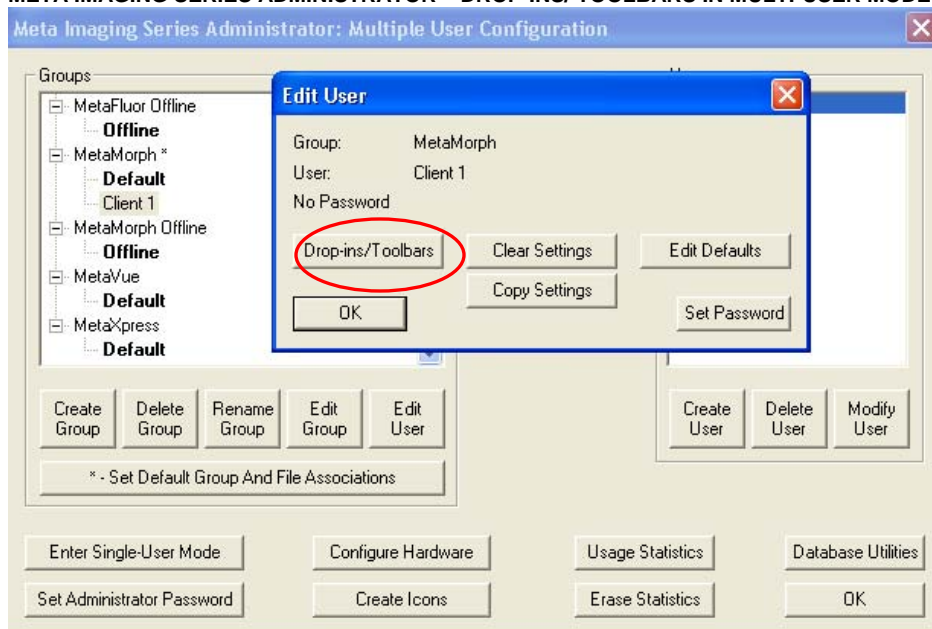 META IMAGING SERIES ADMINISTRATOR – DROP-INS/ TOOLBARS IN MULTI-USER MODE
Meta Imaging Series Administrator: Multiple User Configuration
Groups
MetaFluor Offline
Offline
MetaMorph *
Default
Client 1
MetaMorph Offline
Offline
MetaVue
Default
MetaXpress
Default
Edit User
Group: MetaMorph
User: Client 1
No Password
Drop-ins/Toolbars Clear Settings Edit Defaults
Copy Settings
OK Set Password
Create Group
Delete Group
Rename Group
Edit Group
Edit User
Create User
Delete User
Modify User
* - Set Default Group And File Associations
Enter Single-User Mode Configure Hardware Usage Statistics Database Utilities
Set Administrator Password Create Icons Erase Statistics OK